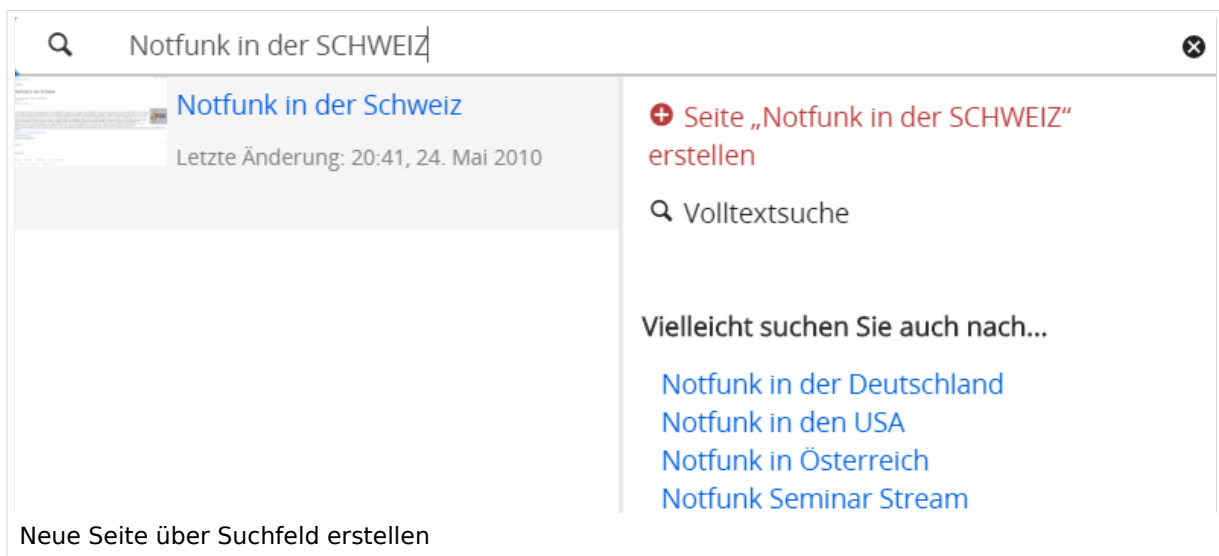 Notfunk in der SCHWEIZ
Notfunk in der Schweiz
Letzte Änderung: 20:41, 24. Mai 2010
Seite „Notfunk in der SCHWEIZ“
erstellen
Volltextsuche
Vielleicht suchen Sie auch nach...
Notfunk in der Deutschland
Notfunk in den USA
Notfunk in Österreich
Notfunk Seminar Stream
Neue Seite über Suchfeld erstellen